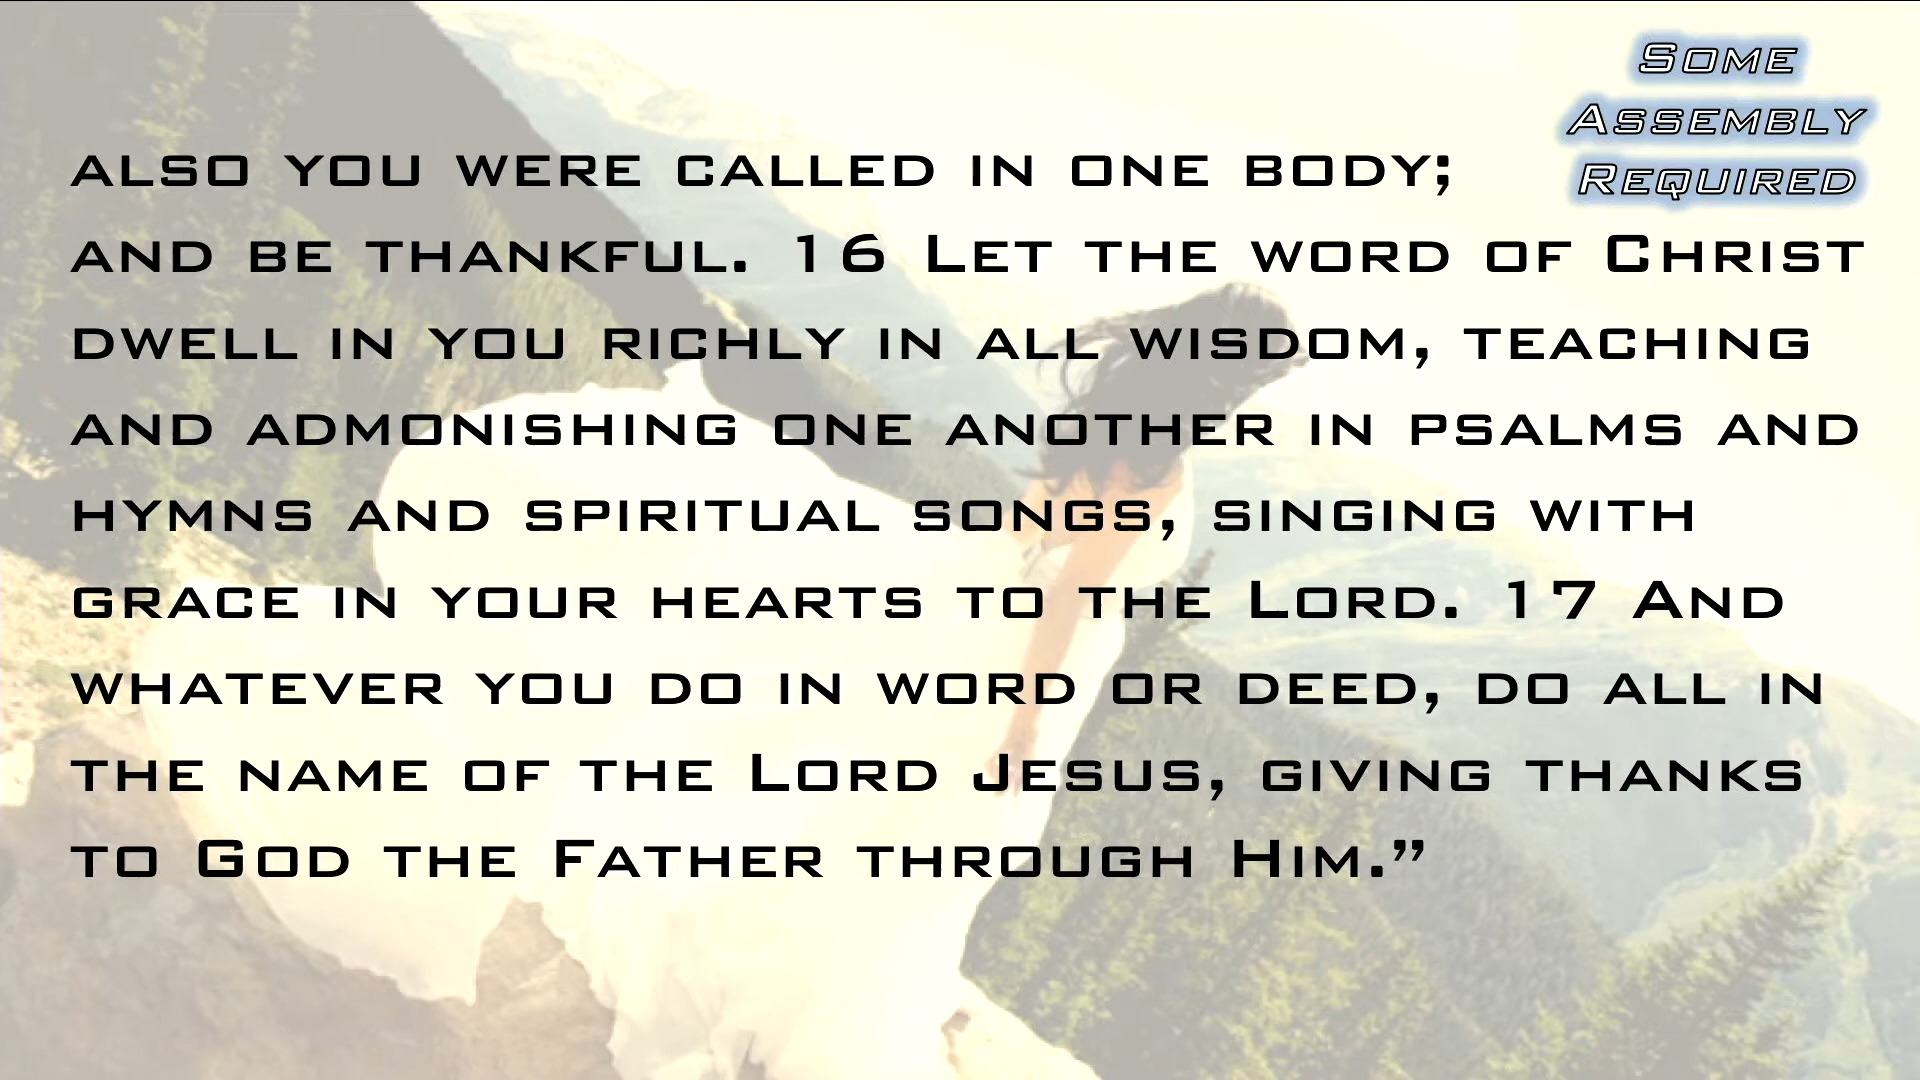 Some
Assembly
Required
also you were called in one body;
and be thankful. 16 Let the word of Christ
dwell in you richly in all wisdom, teaching
and admonishing one another in psalms and
hymns and spiritual songs, singing with
grace in your hearts to the Lord. 17 And
whatever you do in word or deed, do all in
the name of the Lord Jesus, giving thanks
to God the Father through Him.”